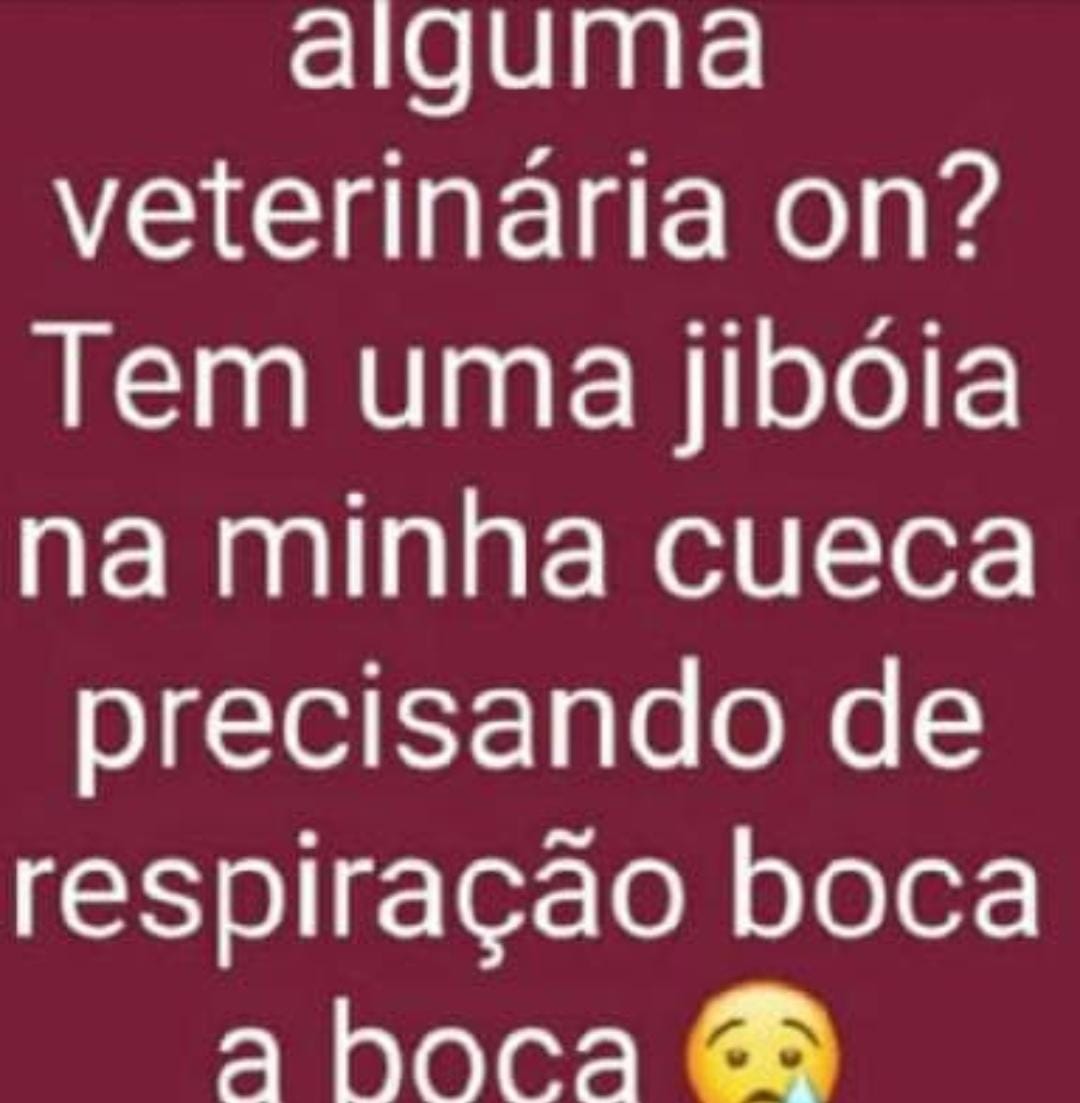 alguma
veterinária on?
Tem uma jibóia
na minha cueca
precisando de
respiração boca
a boca 😢